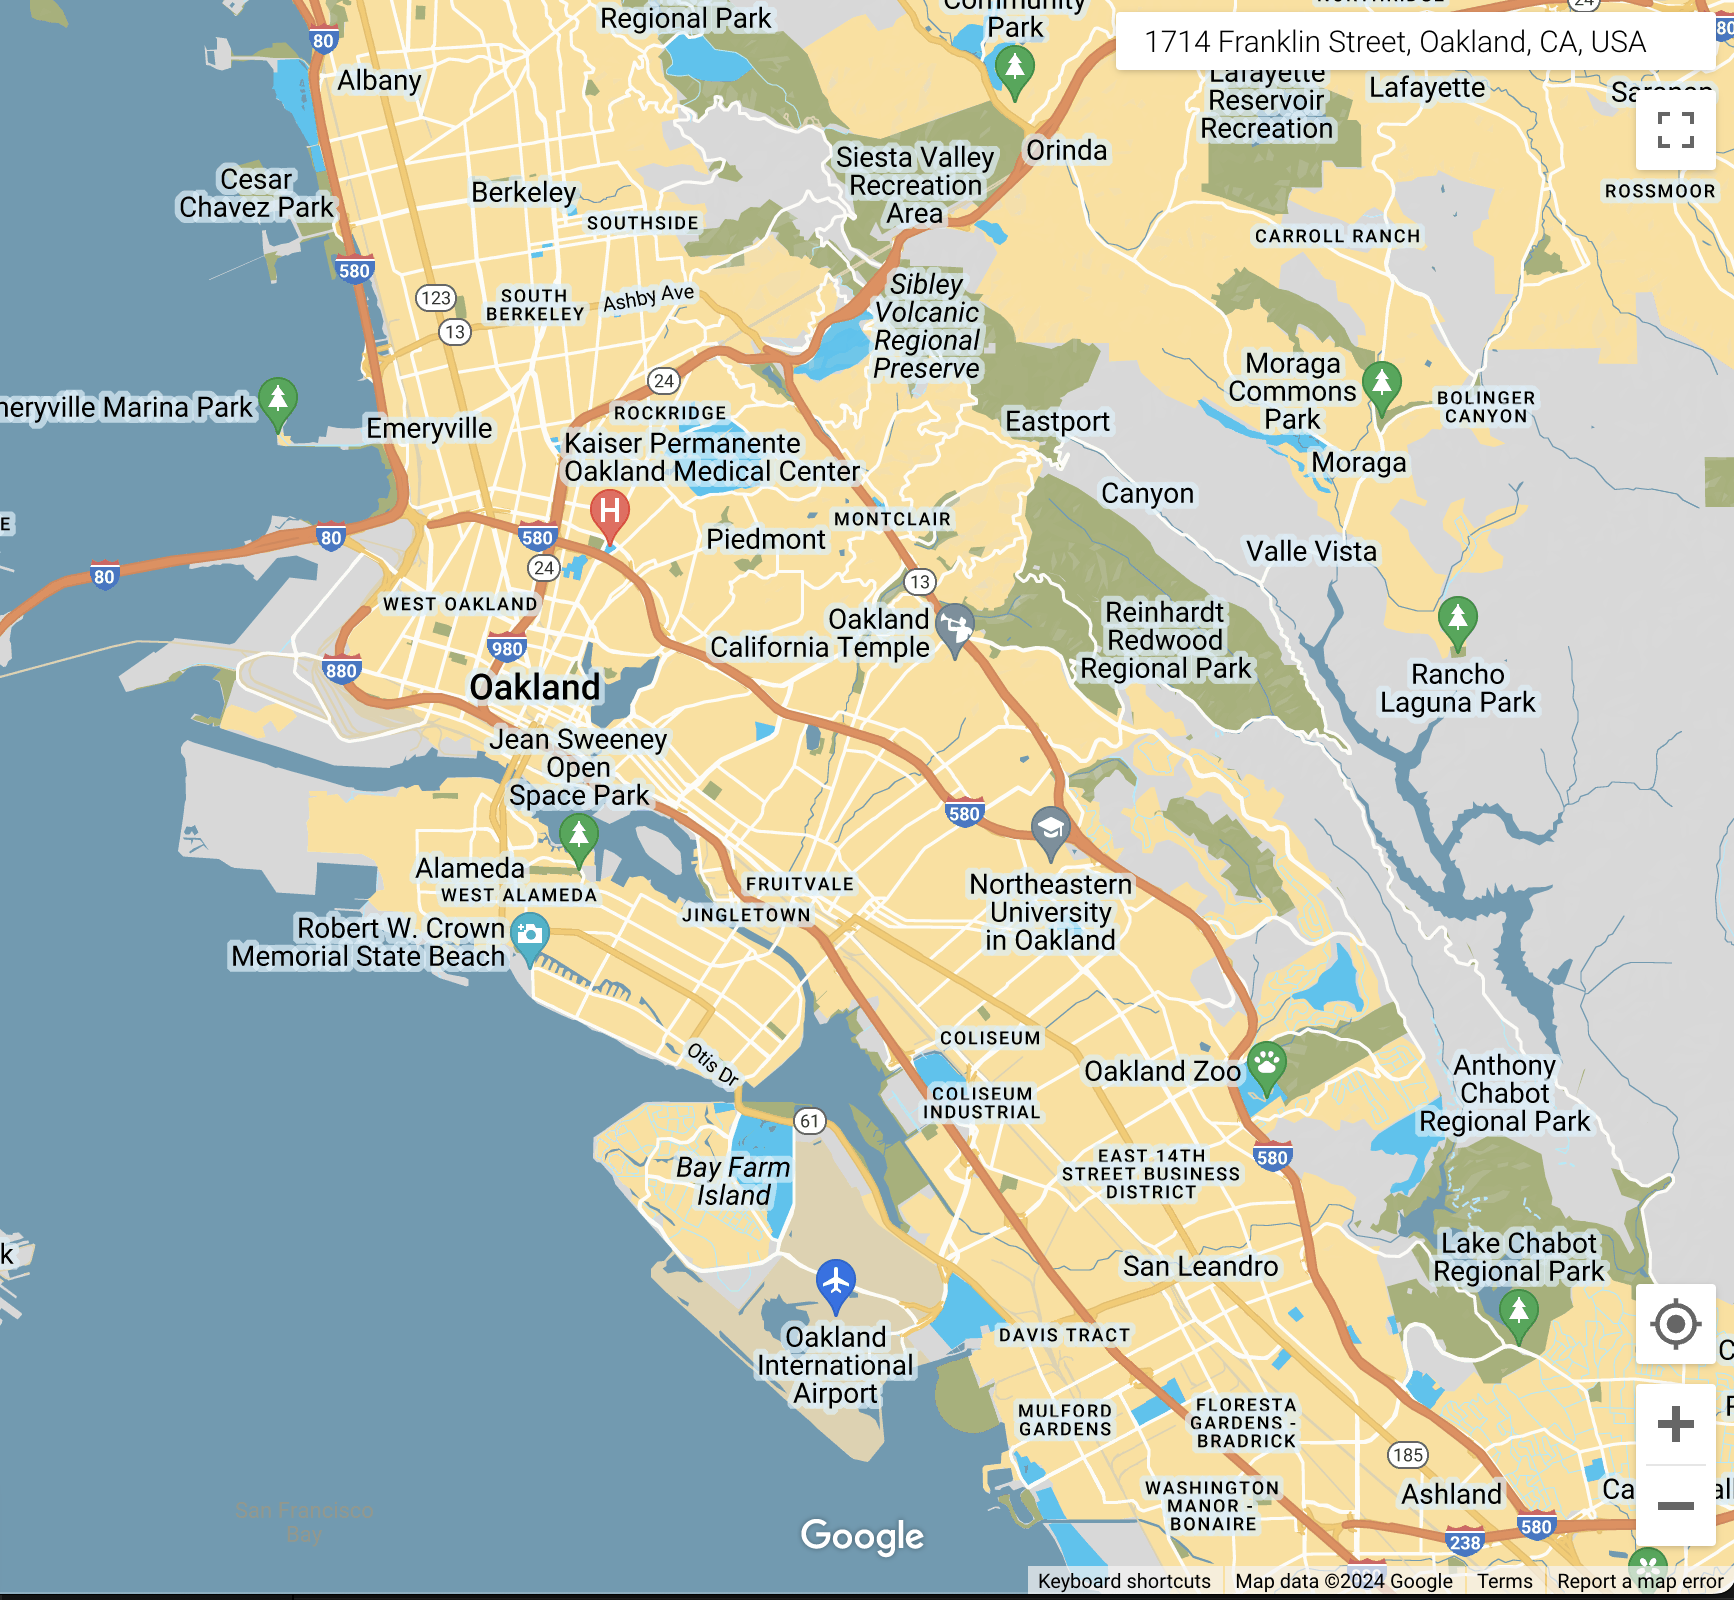 Regional Park
Community
Park
NORTHRIDGE
24
80
80
1714 Franklin Street, Oakland, CA, USA
Albany
Lafayette
Reservoir
Recreation
Lafayette
Saranap
Cesar
Chavez Park
Berkeley
SOUTHSIDE
Siesta Valley
Recreation
Area
Orinda
ROSSMOOR
CARROLL RANCH
580
123
13
SOUTH
BERKELEY
Ashby Ave
Sibley
Volcanic
Regional
Preserve
24
ROCKRIDGE
Moraga
Commons
Park
BOLINGER
CANYON
neryville Marina Park
Emeryville
Kaiser Permanente
Oakland Medical Center
H
Eastport
Moraga
Canyon
E
80
580
24
80
Piedmont
MONTCLAIR
Valle Vista
13
WEST OAKLAND
980
880
Oakland
California Temple
Reinhardt
Redwood
Regional Park
Rancho
Laguna Park
Oakland
Jean Sweeney
Open
Space Park
580
Alameda
WEST ALAMEDA
FRUITVALE
JINGLETOWN
Northeastern
University
in Oakland
Robert W. Crown
Memorial State Beach
Otis Dr
COLISEUM
Oakland Zoo
COLISEUM
INDUSTRIAL
Anthony
Chabot
Regional Park
61
Bay Farm
Island
EAST 14TH
STREET BUSINESS
DISTRICT
580
k
San Leandro
Lake Chabot
Regional Park
Oakland
International
Airport
DAVIS TRACT
C
MULFORD
GARDENS
FLORESTA
GARDENS -
BRADRICK
F
185
WASHINGTON
MANOR -
BONAIRE
Ashland
Ca
all
San Francisco
Bay
Google
238
580
Keyboard shortcuts
Map data ©2024 Google
Terms
Report a map error